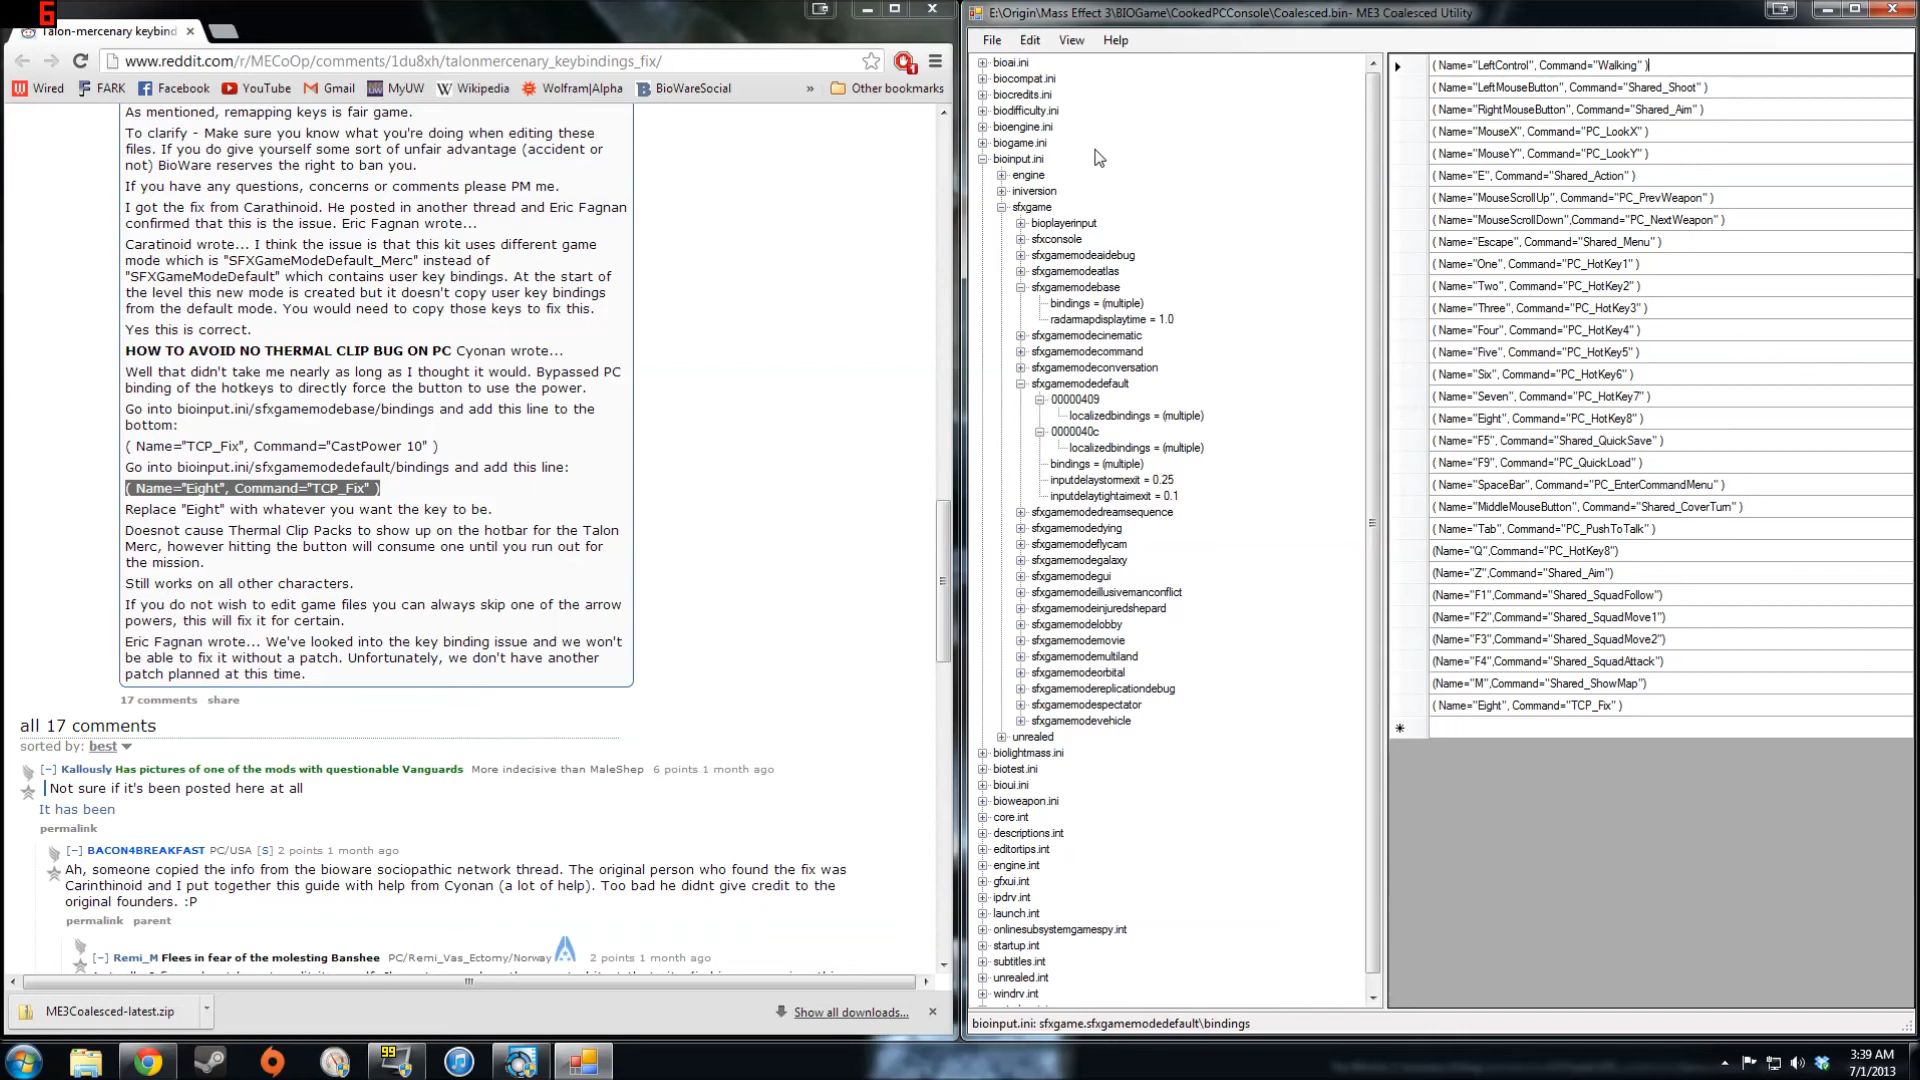 6
Talon-mercenary keybind
www.reddit.com/r/MECoOp/comments/1du8xh/talonmercenary_keybindings_fix/
Wired
FARK
Facebook
YouTube
Gmail
MyUW
Wikipedia
Wolfram|Alpha
BioWareSocial
»
Other bookmarks
As mentioned, remapping keys is fair game.
To clarify - Make sure you know what you're doing when editing these
files. If you do give yourself some sort of unfair advantage (accident or
not) BioWare reserves the right to ban you.
If you have any questions, concerns or comments please PM me.
I got the fix from Carathinoid. He posted in another thread and Eric Fagnan
confirmed that this is the issue. Eric Fagnan wrote...
Caratinoid wrote... I think the issue is that this kit uses different game
mode which is "SFXGameModeDefault_Merc" instead of
"SFXGameModeDefault" which contains user key bindings. At the start of
the level this new mode is created but it doesn't copy user key bindings
from the default mode. You would need to copy those keys to fix this.
Yes this is correct.
HOW TO AVOID NO THERMAL CLIP BUG ON PC Cyonan wrote...
Well that didn't take me nearly as long as I thought it would. Bypassed PC
binding of the hotkeys to directly force the button to use the power.
Go into bioinput.ini/sfxgamemodebase/bindings and add this line to the
bottom:
( Name="TCP_Fix", Command="CastPower 10" )
Go into bioinput.ini/sfxgamemodedefault/bindings and add this line:
( Name="Eight", Command="TCP_Fix" )
Replace "Eight" with whatever you want the key to be.
Doesnot cause Thermal Clip Packs to show up on the hotbar for the Talon
Merc, however hitting the button will consume one until you run out for
the mission.
Still works on all other characters.
If you do not wish to edit game files you can always skip one of the arrow
powers, this will fix it for certain.
Eric Fagnan wrote... We've looked into the key binding issue and we won't
be able to fix it without a patch. Unfortunately, we don't have another
patch planned at this time.
17 comments share
all 17 comments
sorted by: best
[-] Kallously Has pictures of one of the mods with questionable Vanguards More indecisive than MaleShep 6 points 1 month ago
Not sure if it's been posted here at all
It has been
permalink
[-] BACON4BREAKFAST PC/USA [S] 2 points 1 month ago
Ah, someone copied the info from the bioware sociopathic network thread. The original person who found the fix was
Carinthinoid and I put together this guide with help from Cyonan (a lot of help). Too bad he didnt give credit to the
original founders. :P
permalink parent
[-] Remi_M Flees in fear of the molesting Banshee PC/Remi_Vas_Ectomy/Norway 2 points 1 month ago
ME3Coalesced-latest.zip
Show all downloads...
E:\Origin\Mass Effect 3\BIOGame\CookedPCConsole\Coalesced.bin- ME3 Coalesced Utility
File Edit View Help
bioai.ini
biocompat.ini
biocredits.ini
biodifficulty.ini
bioengine.ini
biogame.ini
bioinput.ini
engine
iniversion
sfxgame
bioplayerinput
sfxconsole
sfxgamemodeaidebug
sfxgamemodeatlas
sfxgamemodebase
bindings = (multiple)
radarmapdisplaytime = 1.0
sfxgamemodecinematic
sfxgamemodecommand
sfxgamemodeconversation
sfxgamemodedefault
00000409
localizedbindings = (multiple)
0000040c
localizedbindings = (multiple)
bindings = (multiple)
inputdelaystormexit = 0.25
inputdelaytightaimexit = 0.1
sfxgamemodedreamsequence
sfxgamemodedying
sfxgamemodeflycam
sfxgamemodegalaxy
sfxgamemodegui
sfxgamemodeillusivemanconflict
sfxgamemodeinjuredshepard
sfxgamemodelobby
sfxgamemodemovie
sfxgamemodemultiland
sfxgamemodeorbital
sfxgamemodereplicationdebug
sfxgamemodespectator
sfxgamemodevehicle
unrealed
biolightmass.ini
biotest.ini
bioui.ini
bioweapon.ini
core.int
descriptions.int
editortips.int
engine.int
gfxui.int
ipdrv.int
launch.int
onlinesubsystemgamespy.int
startup.int
subtitles.int
unrealed.int
windrv.int
( Name="LeftControl", Command="Walking" )
( Name="LeftMouseButton", Command="Shared_Shoot" )
( Name="RightMouseButton", Command="Shared_Aim" )
( Name="MouseX", Command="PC_LookX" )
( Name="MouseY", Command="PC_LookY" )
( Name="E", Command="Shared_Action" )
( Name="MouseScrollUp", Command="PC_PrevWeapon" )
( Name="MouseScrollDown",Command="PC_NextWeapon" )
( Name="Escape", Command="Shared_Menu" )
( Name="One", Command="PC_HotKey1" )
( Name="Two", Command="PC_HotKey2" )
( Name="Three", Command="PC_HotKey3" )
( Name="Four", Command="PC_HotKey4" )
( Name="Five", Command="PC_HotKey5" )
( Name="Six", Command="PC_HotKey6" )
( Name="Seven", Command="PC_HotKey7" )
( Name="Eight", Command="PC_HotKey8" )
( Name="F5", Command="Shared_QuickSave" )
( Name="F9", Command="PC_QuickLoad" )
( Name="SpaceBar", Command="PC_EnterCommandMenu" )
( Name="MiddleMouseButton", Command="Shared_CoverTurn" )
( Name="Tab", Command="PC_PushToTalk" )
(Name="Q",Command="PC_HotKey8")
(Name="Z",Command="Shared_Aim")
(Name="F1",Command="Shared_SquadFollow")
(Name="F2",Command="Shared_SquadMove1")
(Name="F3",Command="Shared_SquadMove2")
(Name="F4",Command="Shared_SquadAttack")
(Name="M",Command="Shared_ShowMap")
( Name="Eight", Command="TCP_Fix" )
bioinput.ini: sfxgame.sfxgamemodedefault\bindings
99
3:39 AM
7/1/2013